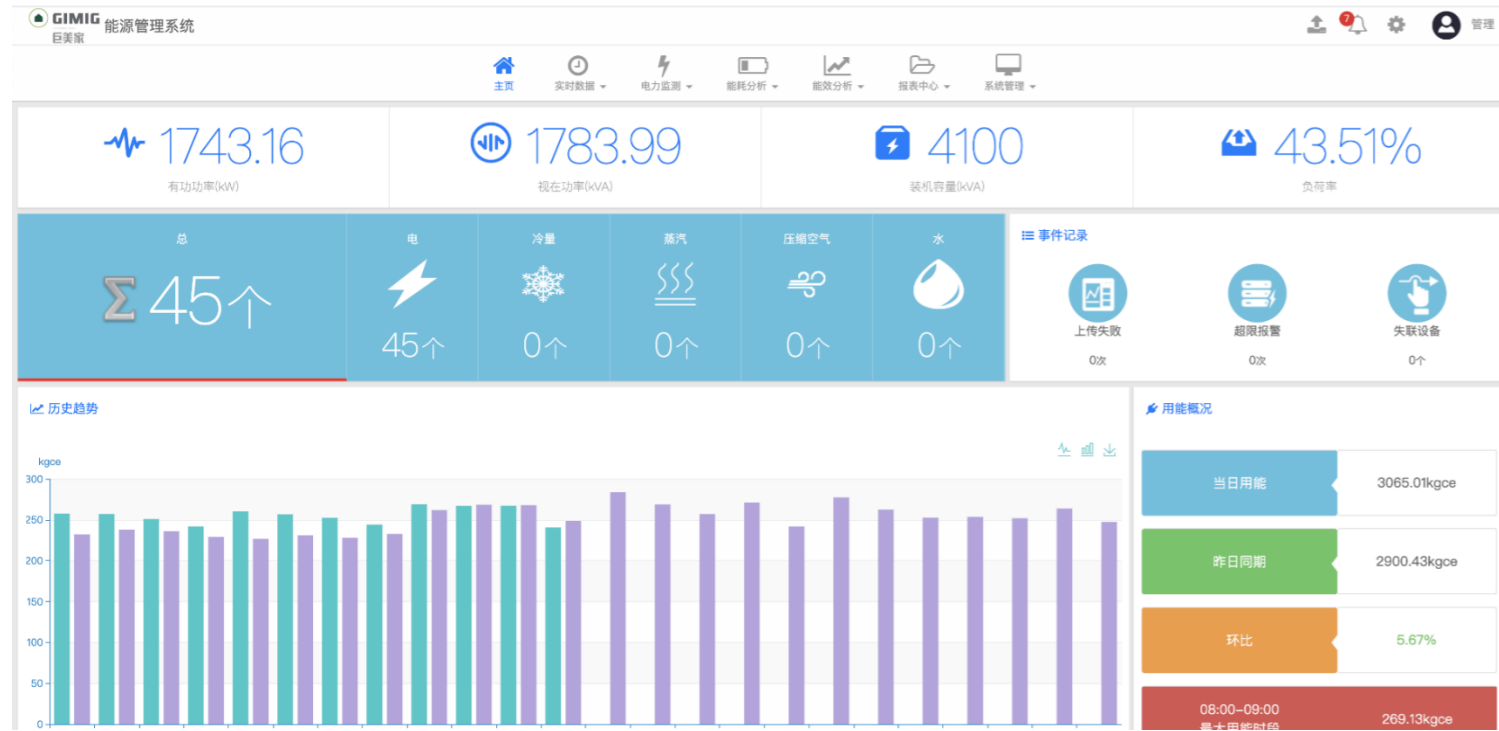 GIMIG
巨美家
能源管理系统
7
管理
主页
实时数据
电力监测
能耗分析
能效分析
报表中心
系统管理
1743.16
有功功率(kW)
1783.99
视在功率(kVA)
4100
装机容量(kVA)
43.51%
负荷率
总
Σ 45个
电
45个
冷量
0个
蒸汽
0个
压缩空气
0个
水
0个
事件记录
上传失败
0次
超限报警
0次
失联设备
0个
历史趋势
kgce
300
250
200
150
100
50
0
用能概况
当日用能
3065.01kgce
昨日同期
2900.43kgce
环比
5.67%
08:00-09:00
最大用能时段
269.13kgce